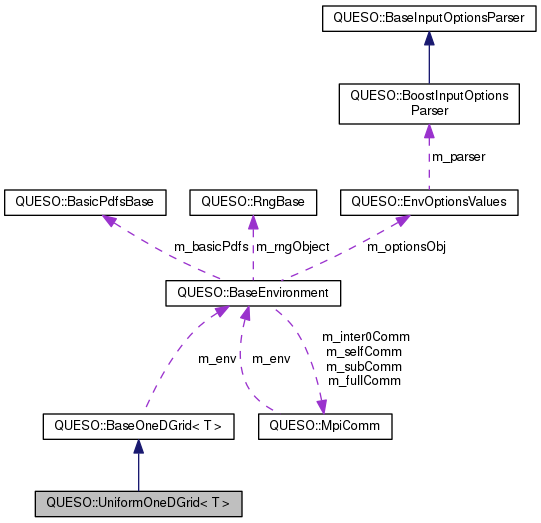 QUESO::BaseInputOptionsParser
QUESO::BoostInputOptions
Parser
m_parser
QUESO::BasicPdfsBase
QUESO::RngBase
QUESO::EnvOptionsValues
m_basicPdfs
m_rngObject
m_optionsObj
QUESO::BaseEnvironment
m_inter0Comm
m_selfComm
m_subComm
m_fullComm
m_env
m_env
QUESO::BaseOneDGrid< T >
QUESO::MpiComm
QUESO::UniformOneDGrid< T >